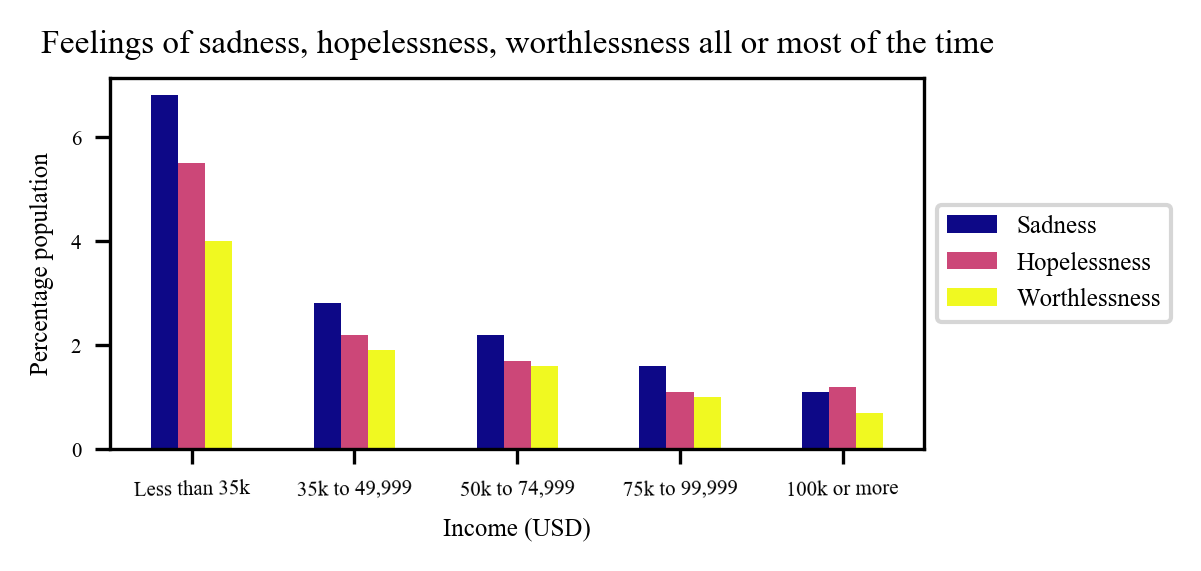 Feelings of sadness, hopelessness, worthlessness all or most of the time
Percentage population
6
4
2
0
Less than 35k
35k to 49,999
50k to 74,999
75k to 99,999
100k or more
Income (USD)
Sadness
Hopelessness
Worthlessness